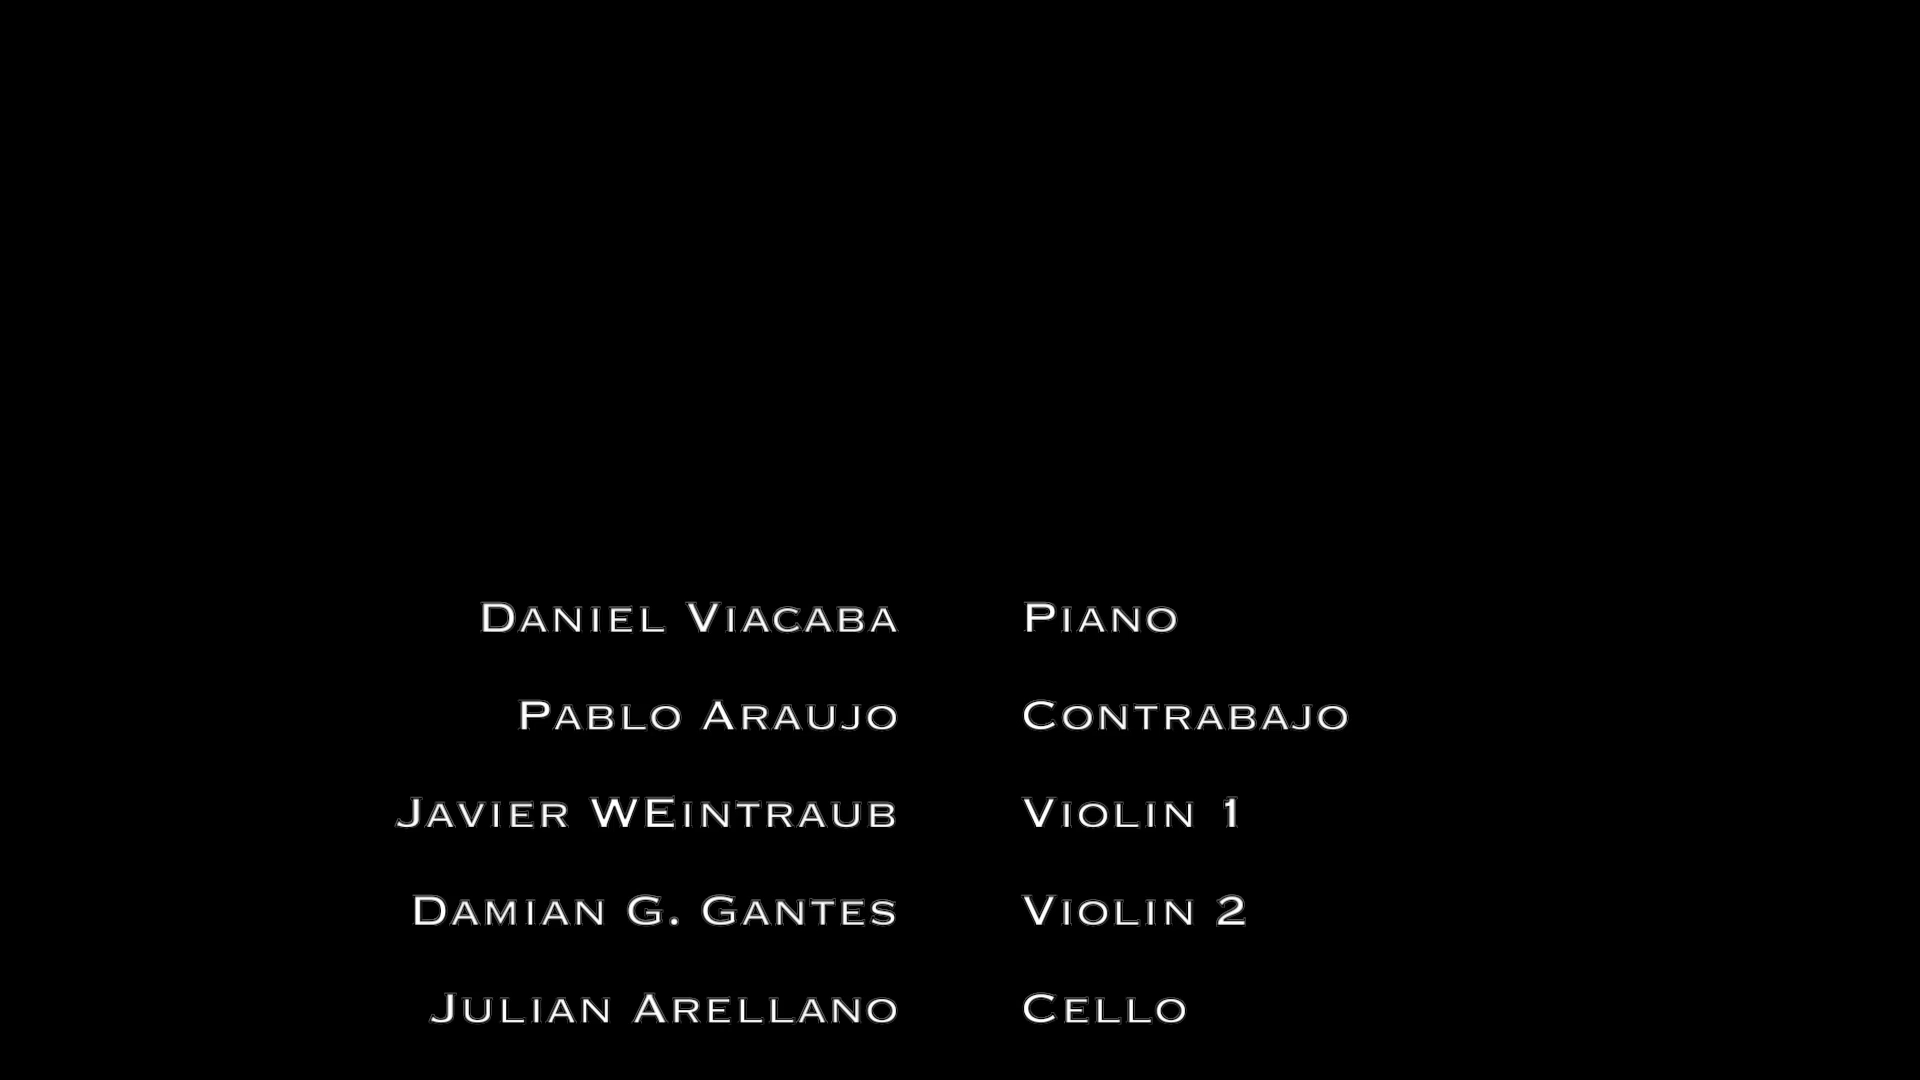 Daniel Viacaba Piano
Pablo Araujo Contrabajo
Javier WEintraub Violin 1
Damian G. Gantes Violin 2
Julian Arellano Cello